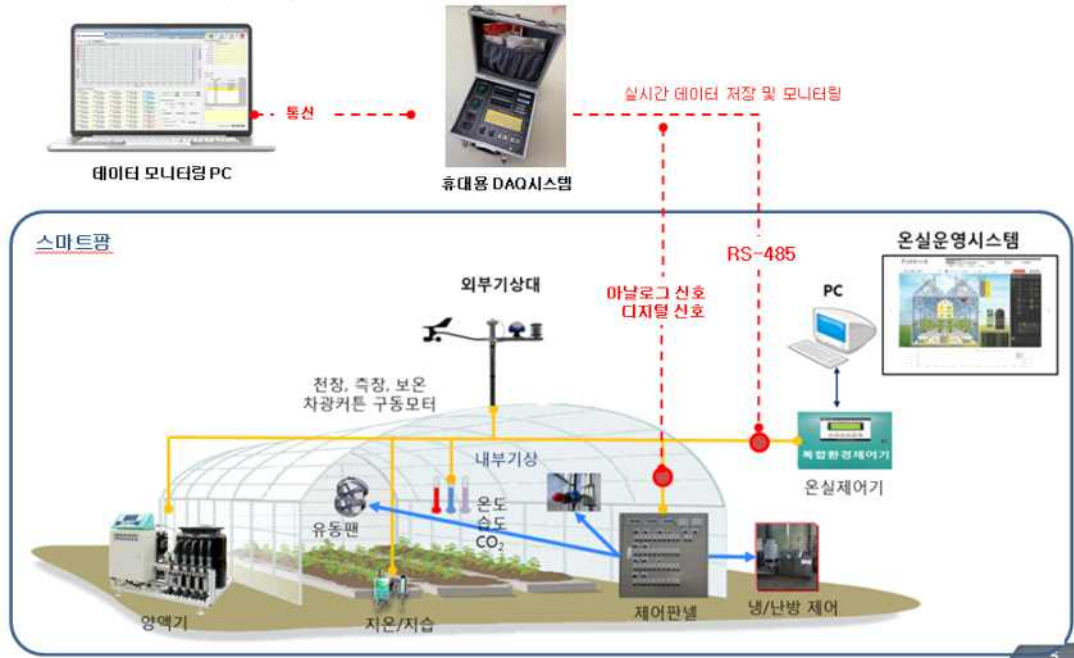 통신
실시간 데이터 저장 및 모니터링
데이터 모니터링 PC
휴대용 DAQ시스템
스마트팜
온실운영시스템
RS-485
외부기상대
아날로그 신호
디지털 신호
PC
천창, 측창, 보온
차광커튼 구동모터
내부기상
복합환경제어기
온실제어기
온도
습도
CO₂
유동팬
양액기
지온/지습
제어판넬
냉/난방 제어
5